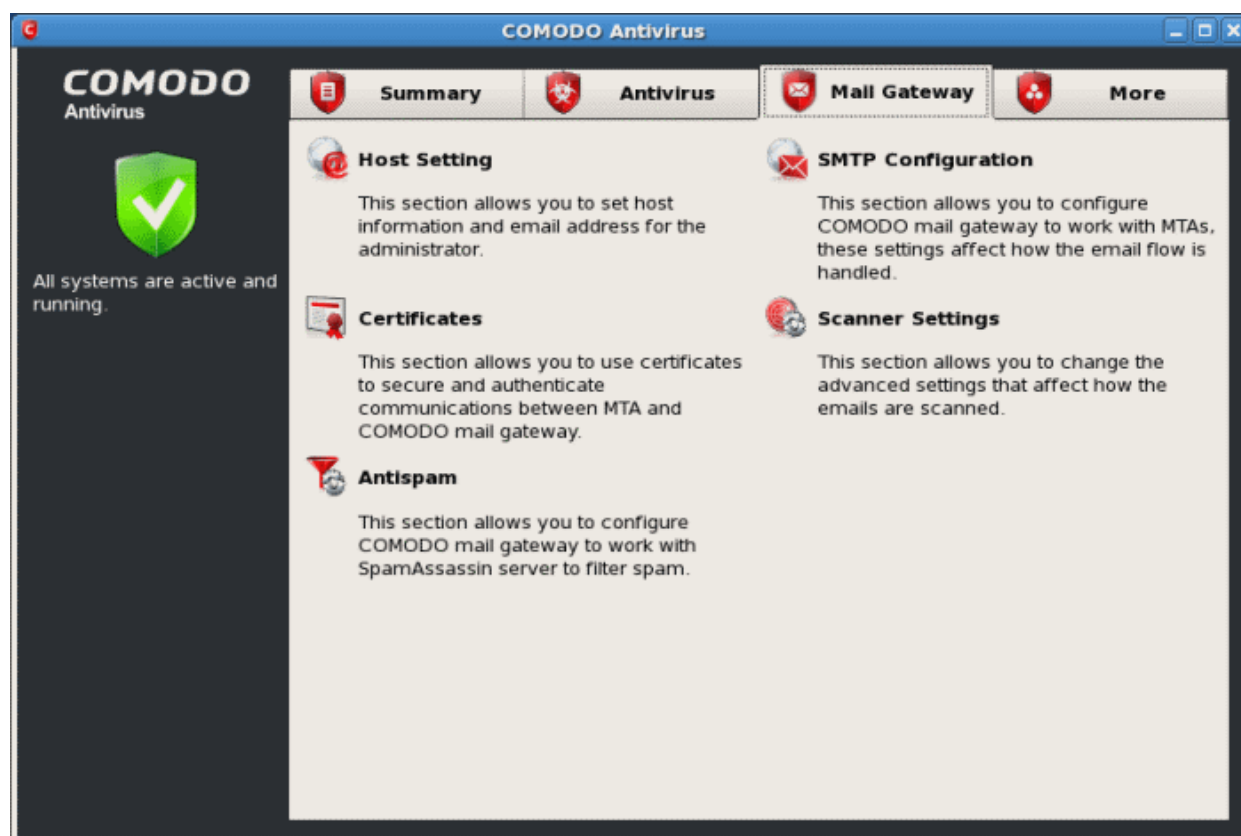 COMODO Antivirus
COMODO
Antivirus
All systems are active and
running.
Summary
Antivirus
Mail Gateway
More
Host Setting
This section allows you to set host
information and email address for the
administrator.
SMTP Configuration
This section allows you to configure
COMODO mail gateway to work with MTAs,
these settings affect how the email flow is
handled.
Certificates
This section allows you to use certificates
to secure and authenticate
communications between MTA and
COMODO mail gateway.
Scanner Settings
This section allows you to change the
advanced settings that affect how the
emails are scanned.
Antispam
This section allows you to configure
COMODO mail gateway to work with
SpamAssassin server to filter spam.